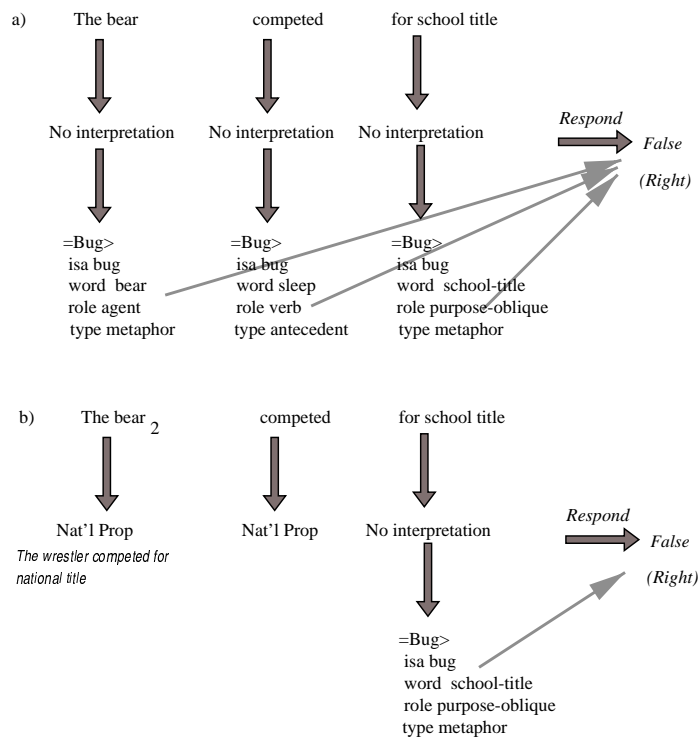 a) The bear competed for school title
No interpretation No interpretation No interpretation
Respond
False
(Right)
=Bug> =Bug> =Bug>
isa bug isa bug isa bug
word bear word sleep word school-title
role agent role verb role purpose-oblique
type metaphor type antecedent type metaphor
b) The bear 2 competed for school title
Nat'l Prop Nat'l Prop No interpretation
The wrestler competed for
national title
Respond
False
(Right)
=Bug>
isa bug
word school-title
role purpose-oblique
type metaphor